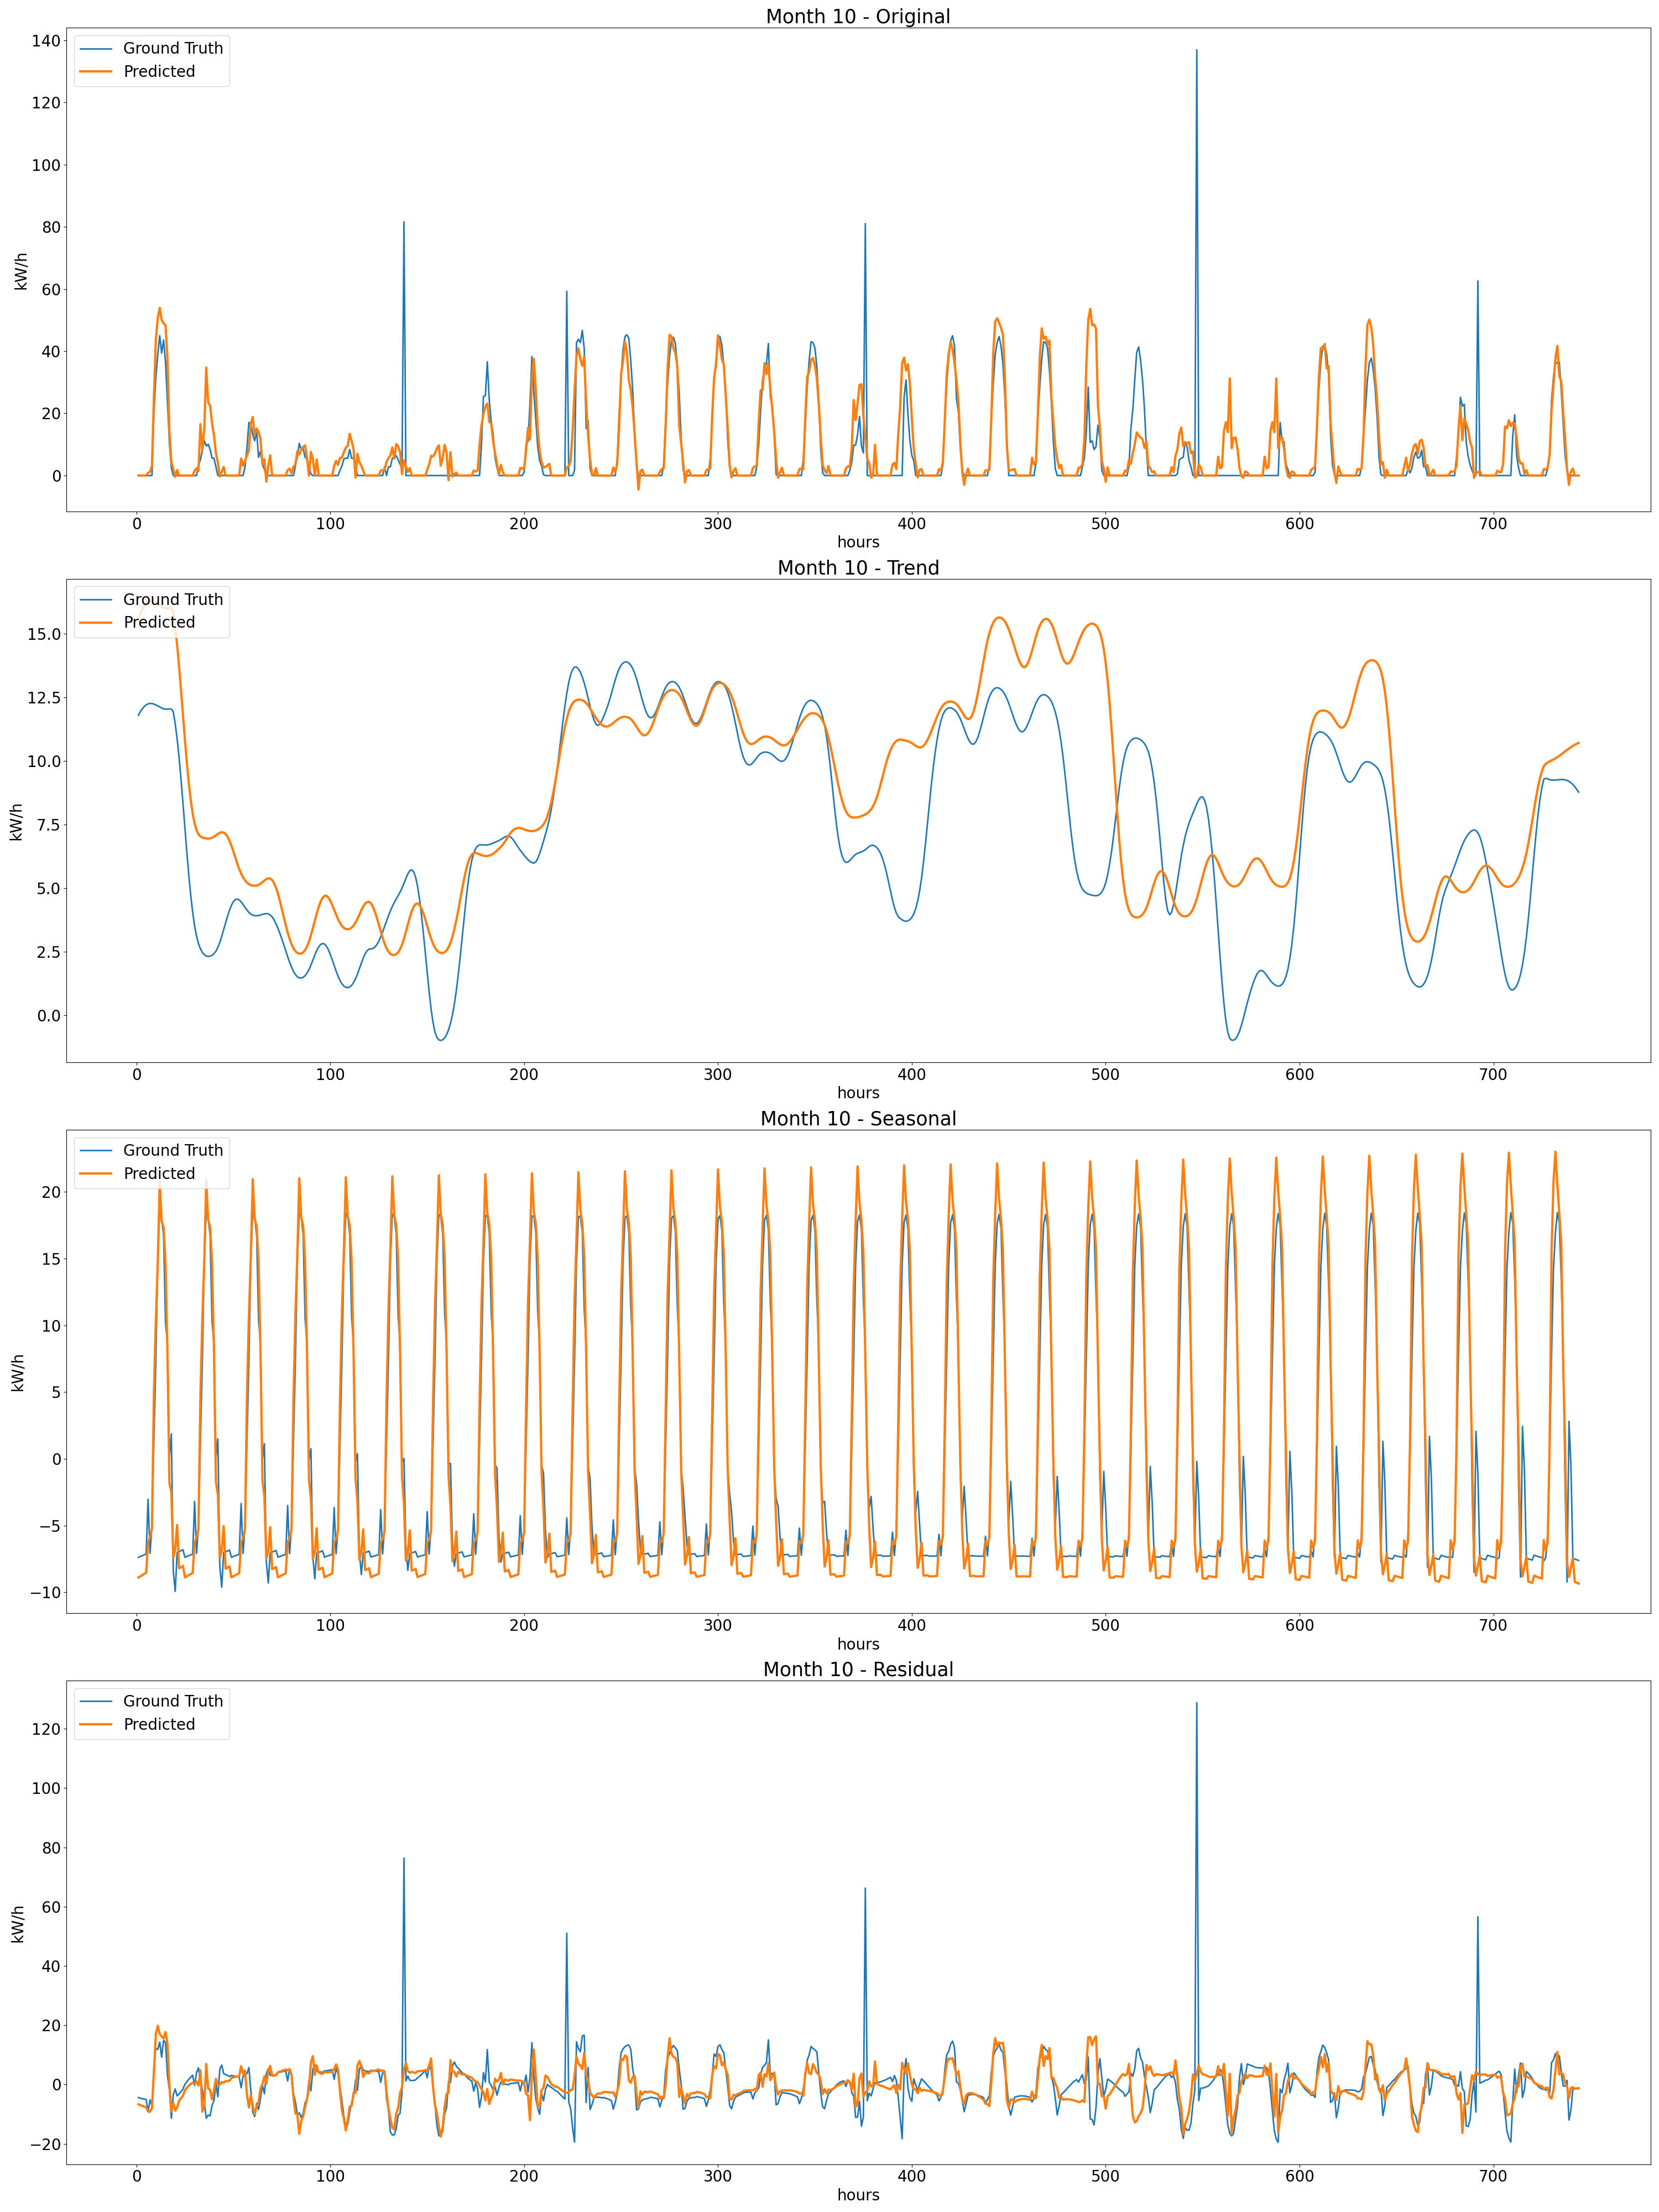 Month 10 - Original
Ground Truth
Predicted
kW/h
140
120
100
80
60
40
20
0
0 100 200 300 400 500 600 700
hours
Month 10 - Trend
Ground Truth
Predicted
kW/h
15.0
12.5
10.0
7.5
5.0
2.5
0.0
0 100 200 300 400 500 600 700
hours
Month 10 - Seasonal
Ground Truth
Predicted
kW/h
20
15
10
5
0
−5
−10
0 100 200 300 400 500 600 700
hours
Month 10 - Residual
Ground Truth
Predicted
kW/h
120
100
80
60
40
20
0
−20
0 100 200 300 400 500 600 700
hours